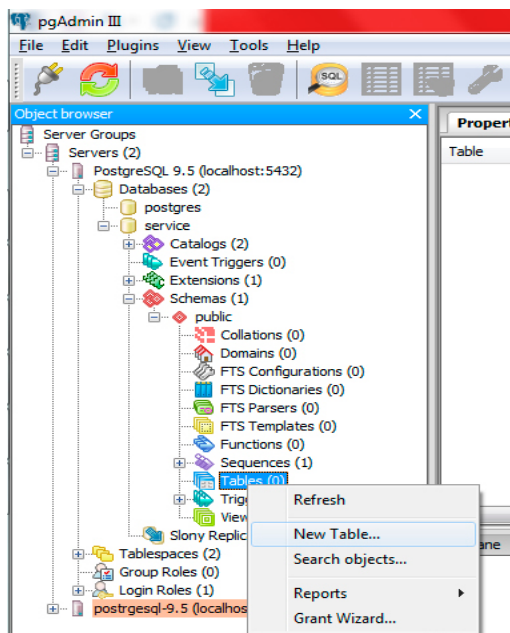 pgAdmin III
File Edit Plugins View Tools Help
SQL
Object browser
Server Groups
Servers (2)
PostgreSQL 9.5 (localhost:5432)
Databases (2)
postgres
service
Catalogs (2)
Event Triggers (0)
Extensions (1)
Schemas (1)
public
Collations (0)
Domains (0)
FTS Configurations (0)
FTS Dictionaries (0)
FTS Parsers (0)
FTS Templates (0)
Functions (0)
Sequences (1)
Tables (0)
Trigg
View
Slony Replic
Tablespaces (2)
Group Roles (0)
Login Roles (1)
postrgesql-9.5 (localhos
Propert
Table
Refresh
New Table...
Search objects...
Reports
Grant Wizard...
ane